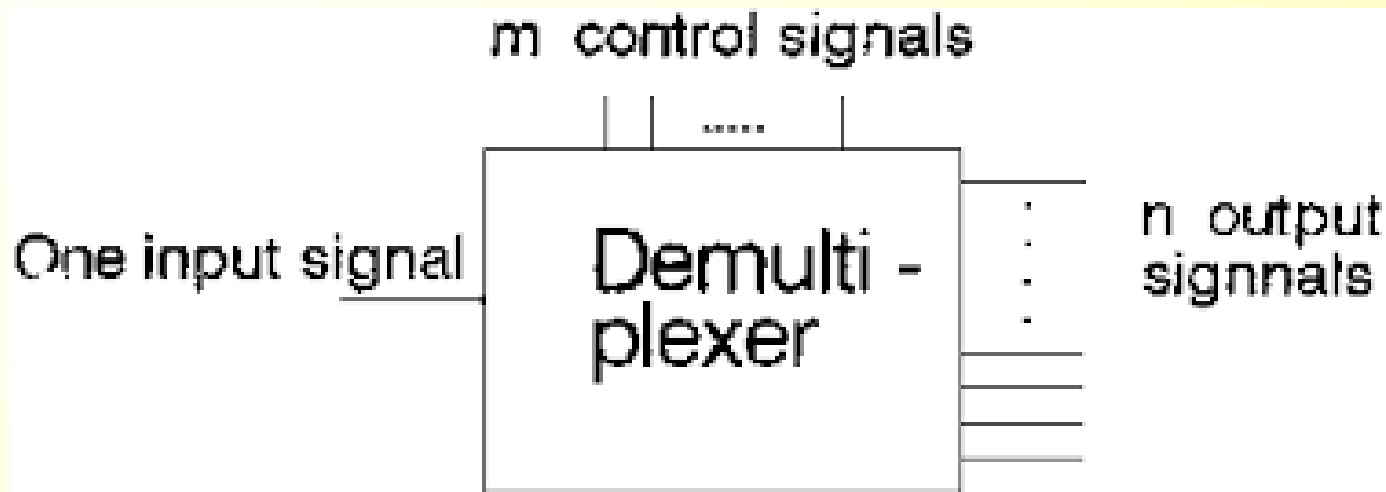 m control signals
.....
One input signal
Demulti -
plexer
n output
signnals